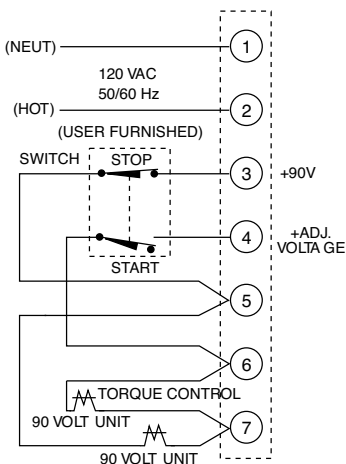 (NEUT)
1
120 VAC
50/60 Hz
(HOT)
2
(USER FURNISHED)
SWITCH
STOP
3
+90V
4
+ADJ.
VOLTA GE
START
5
6
TORQUE CONTROL
90 VOLT UNIT
7
90 VOLT UNIT